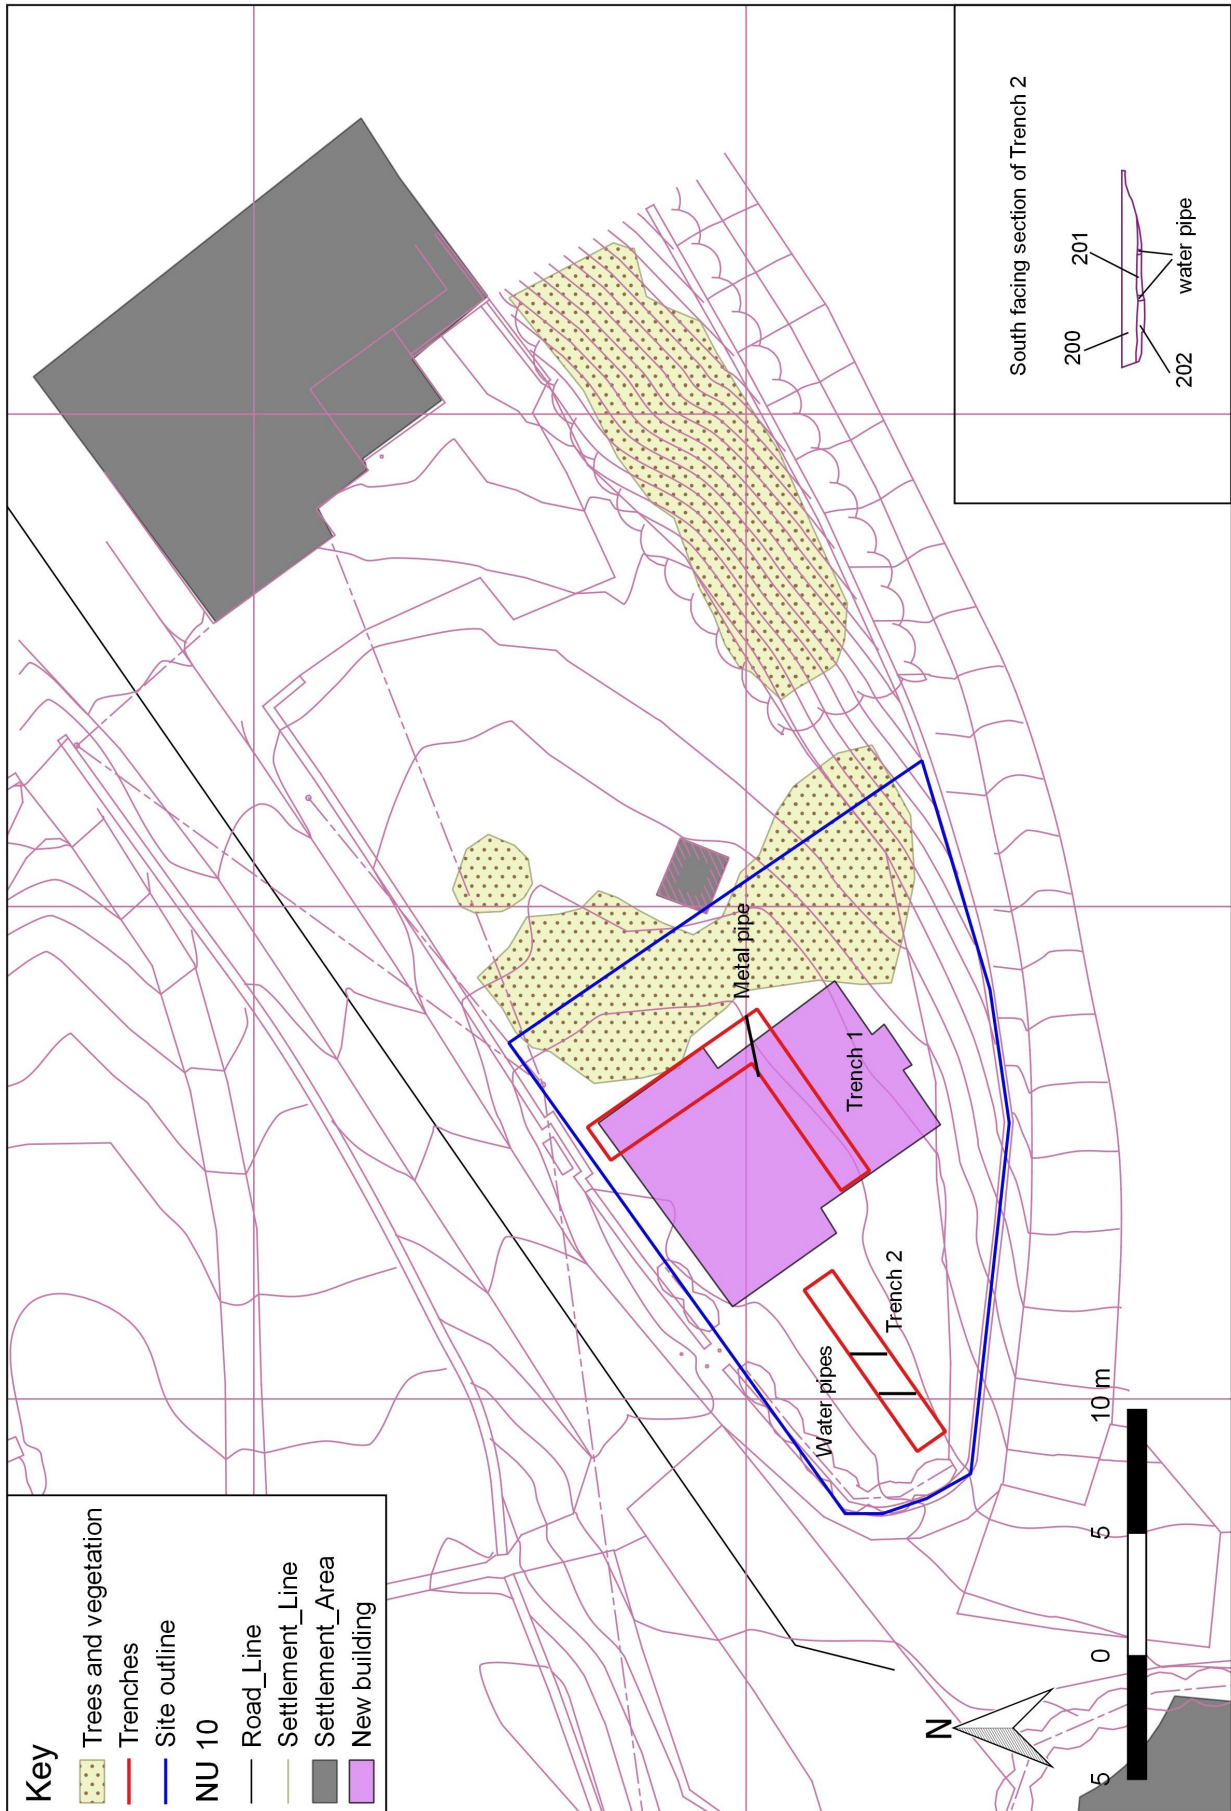 Key
Trees and vegetation
Trenches
Site outline
NU 10
Road_Line
Settlement_Line
Settlement_Area
New building
Metal pipe
Trench 1
Water pipes
Trench 2
N
5
0
5
10 m
South facing section of Trench 2
200
201
202
water pipe